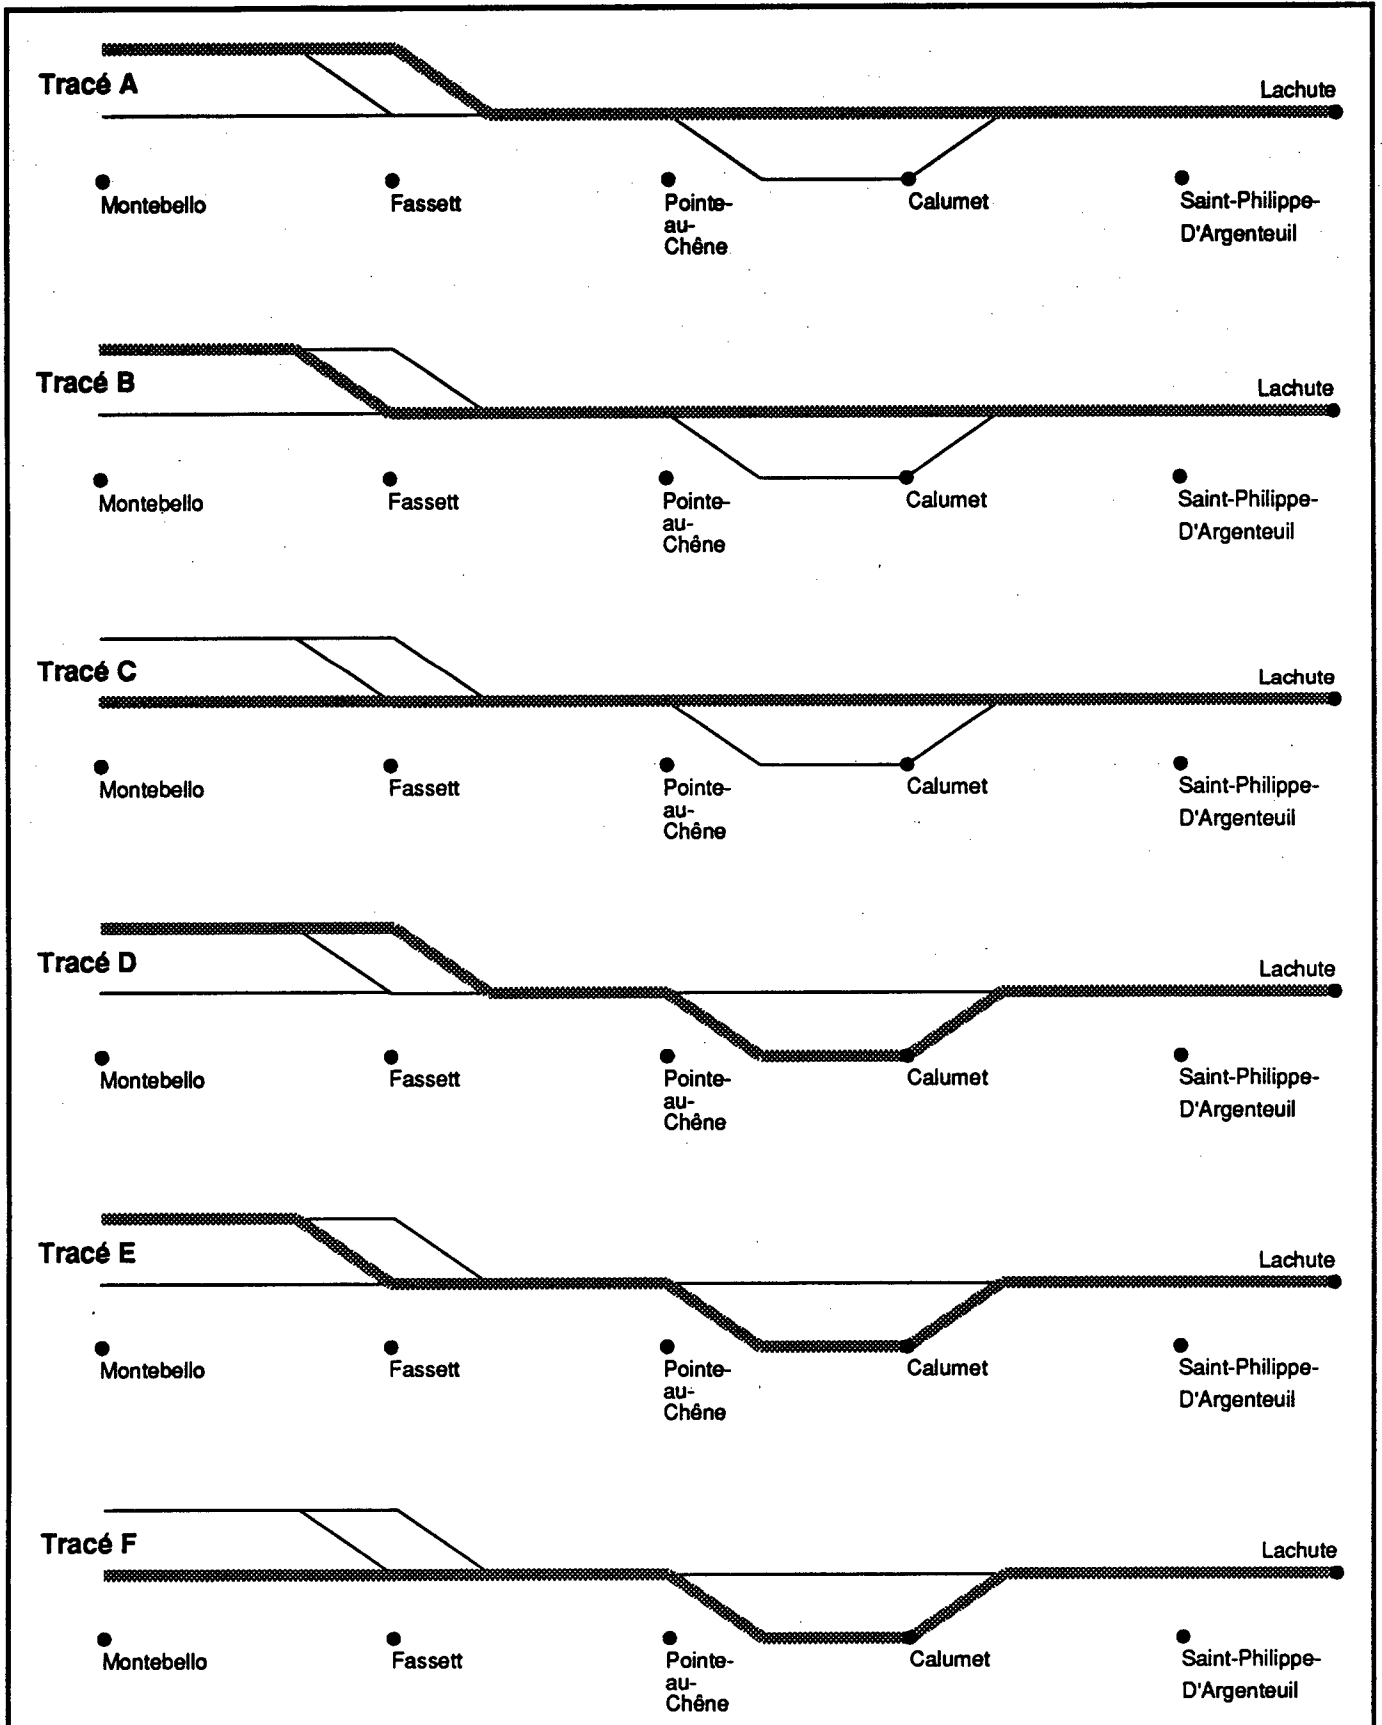 Tracé A
Lachute
Montebello
Fassett
Pointe-
au-
Chêne
Calumet
Saint-Philippe-
D'Argenteuil
Tracé B
Lachute
Montebello
Fassett
Pointe-
au-
Chêne
Calumet
Saint-Philippe-
D'Argenteuil
Tracé C
Lachute
Montebello
Fassett
Pointe-
au-
Chêne
Calumet
Saint-Philippe-
D'Argenteuil
Tracé D
Lachute
Montebello
Fassett
Pointe-
au-
Chêne
Calumet
Saint-Philippe-
D'Argenteuil
Tracé E
Lachute
Montebello
Fassett
Pointe-
au-
Chêne
Calumet
Saint-Philippe-
D'Argenteuil
Tracé F
Lachute
Montebello
Fassett
Pointe-
au-
Chêne
Calumet
Saint-Philippe-
D'Argenteuil